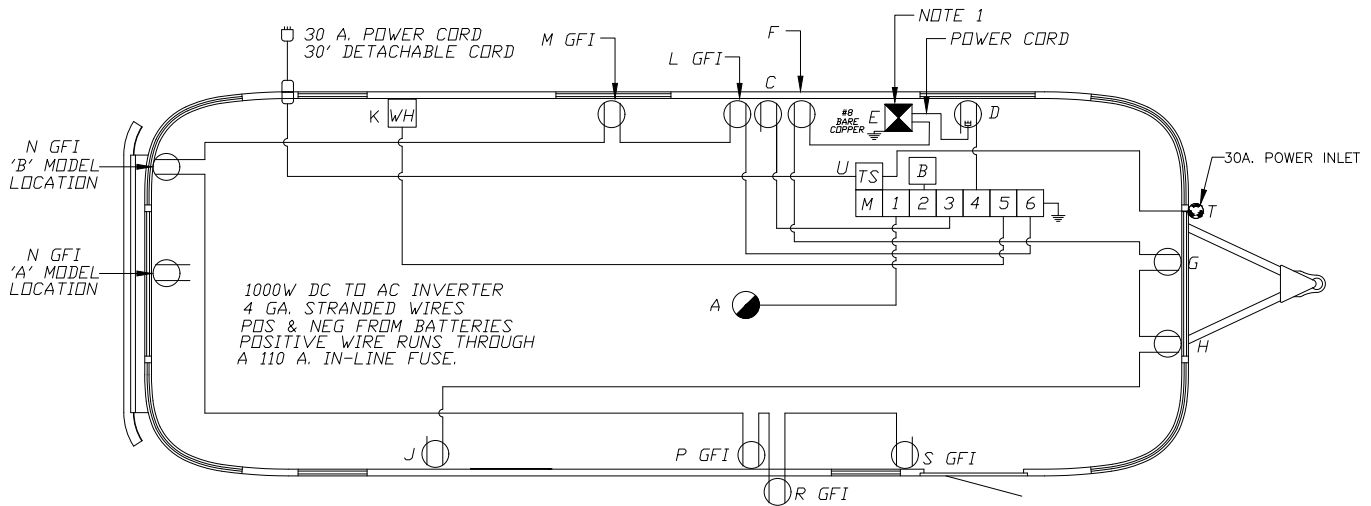 30 A. POWER CORD
30' DETACHABLE CORD
M GFI
L GFI
C
F
NOTE 1
POWER CORD
K
WH
#8
BARE
COPPER
E
D
N GFI
'B' MODEL
LOCATION
U
TS
B
30A. POWER INLET
M 1 2 3 4 5 6
T
N GFI
'A' MODEL
LOCATION
G
1000W DC TO AC INVERTER
4 GA. STRANDED WIRES
POS & NEG FROM BATTERIES
POSITIVE WIRE RUNS THROUGH
A 110 A. IN-LINE FUSE.
A
H
J
P GFI
S GFI
R GFI